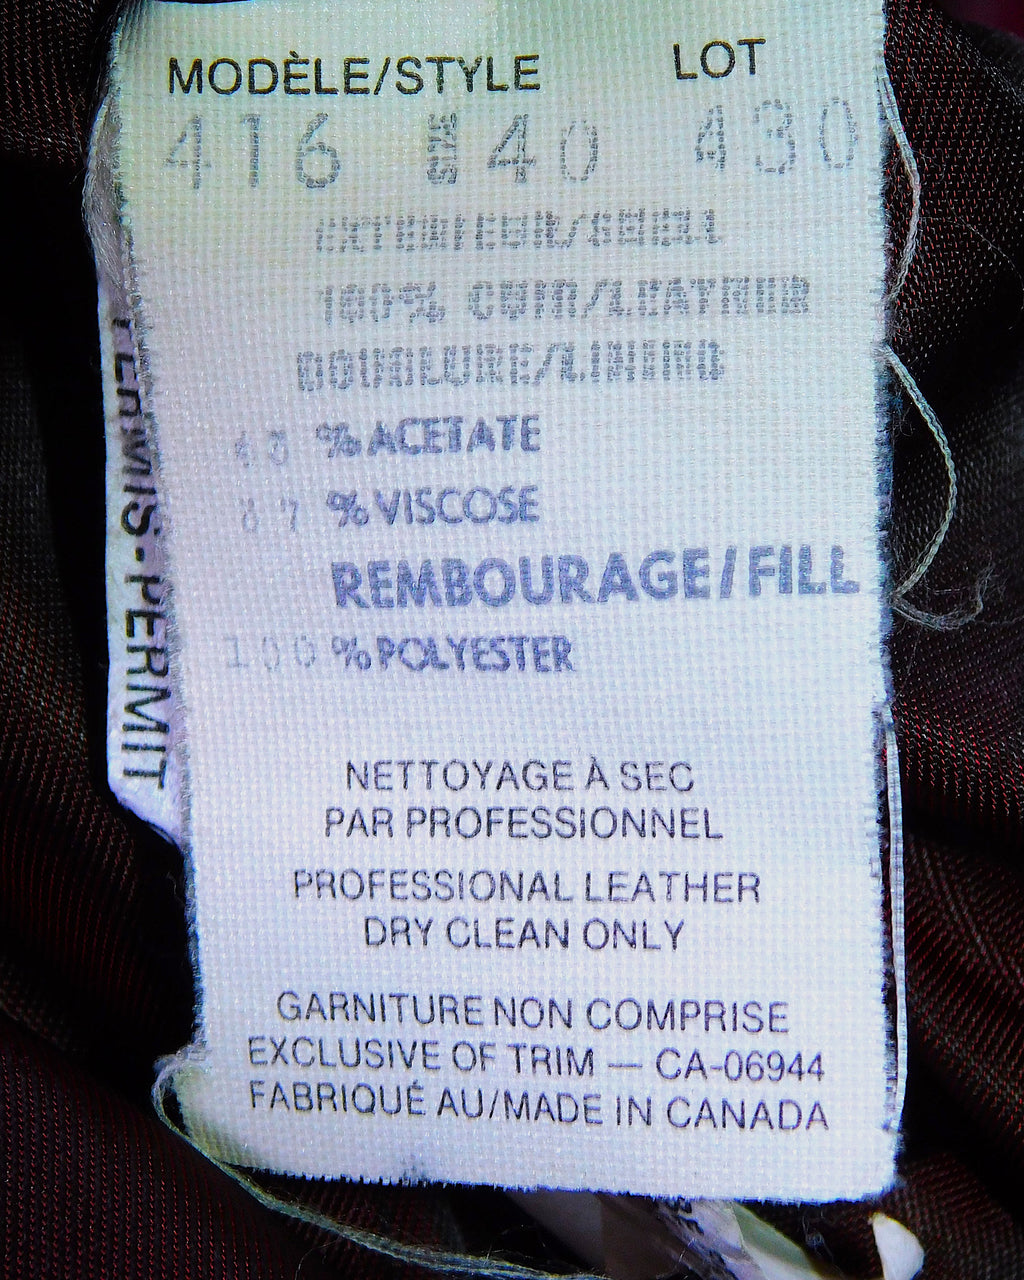 MODÈLE/STYLE LOT
416 40 430
100% CUIR/LEATHER
DOUBLURE/LINING
% ACETATE
% VISCOSE
REMBOURAGE/FILL
100 % POLYESTER
NETTOYAGE À SEC
PAR PROFESSIONNEL
PROFESSIONAL LEATHER
DRY CLEAN ONLY
GARNITURE NON COMPRISE
EXCLUSIVE OF TRIM — CA-06944
FABRIQUÉ AU/MADE IN CANADA
PERMIS • PERMIT